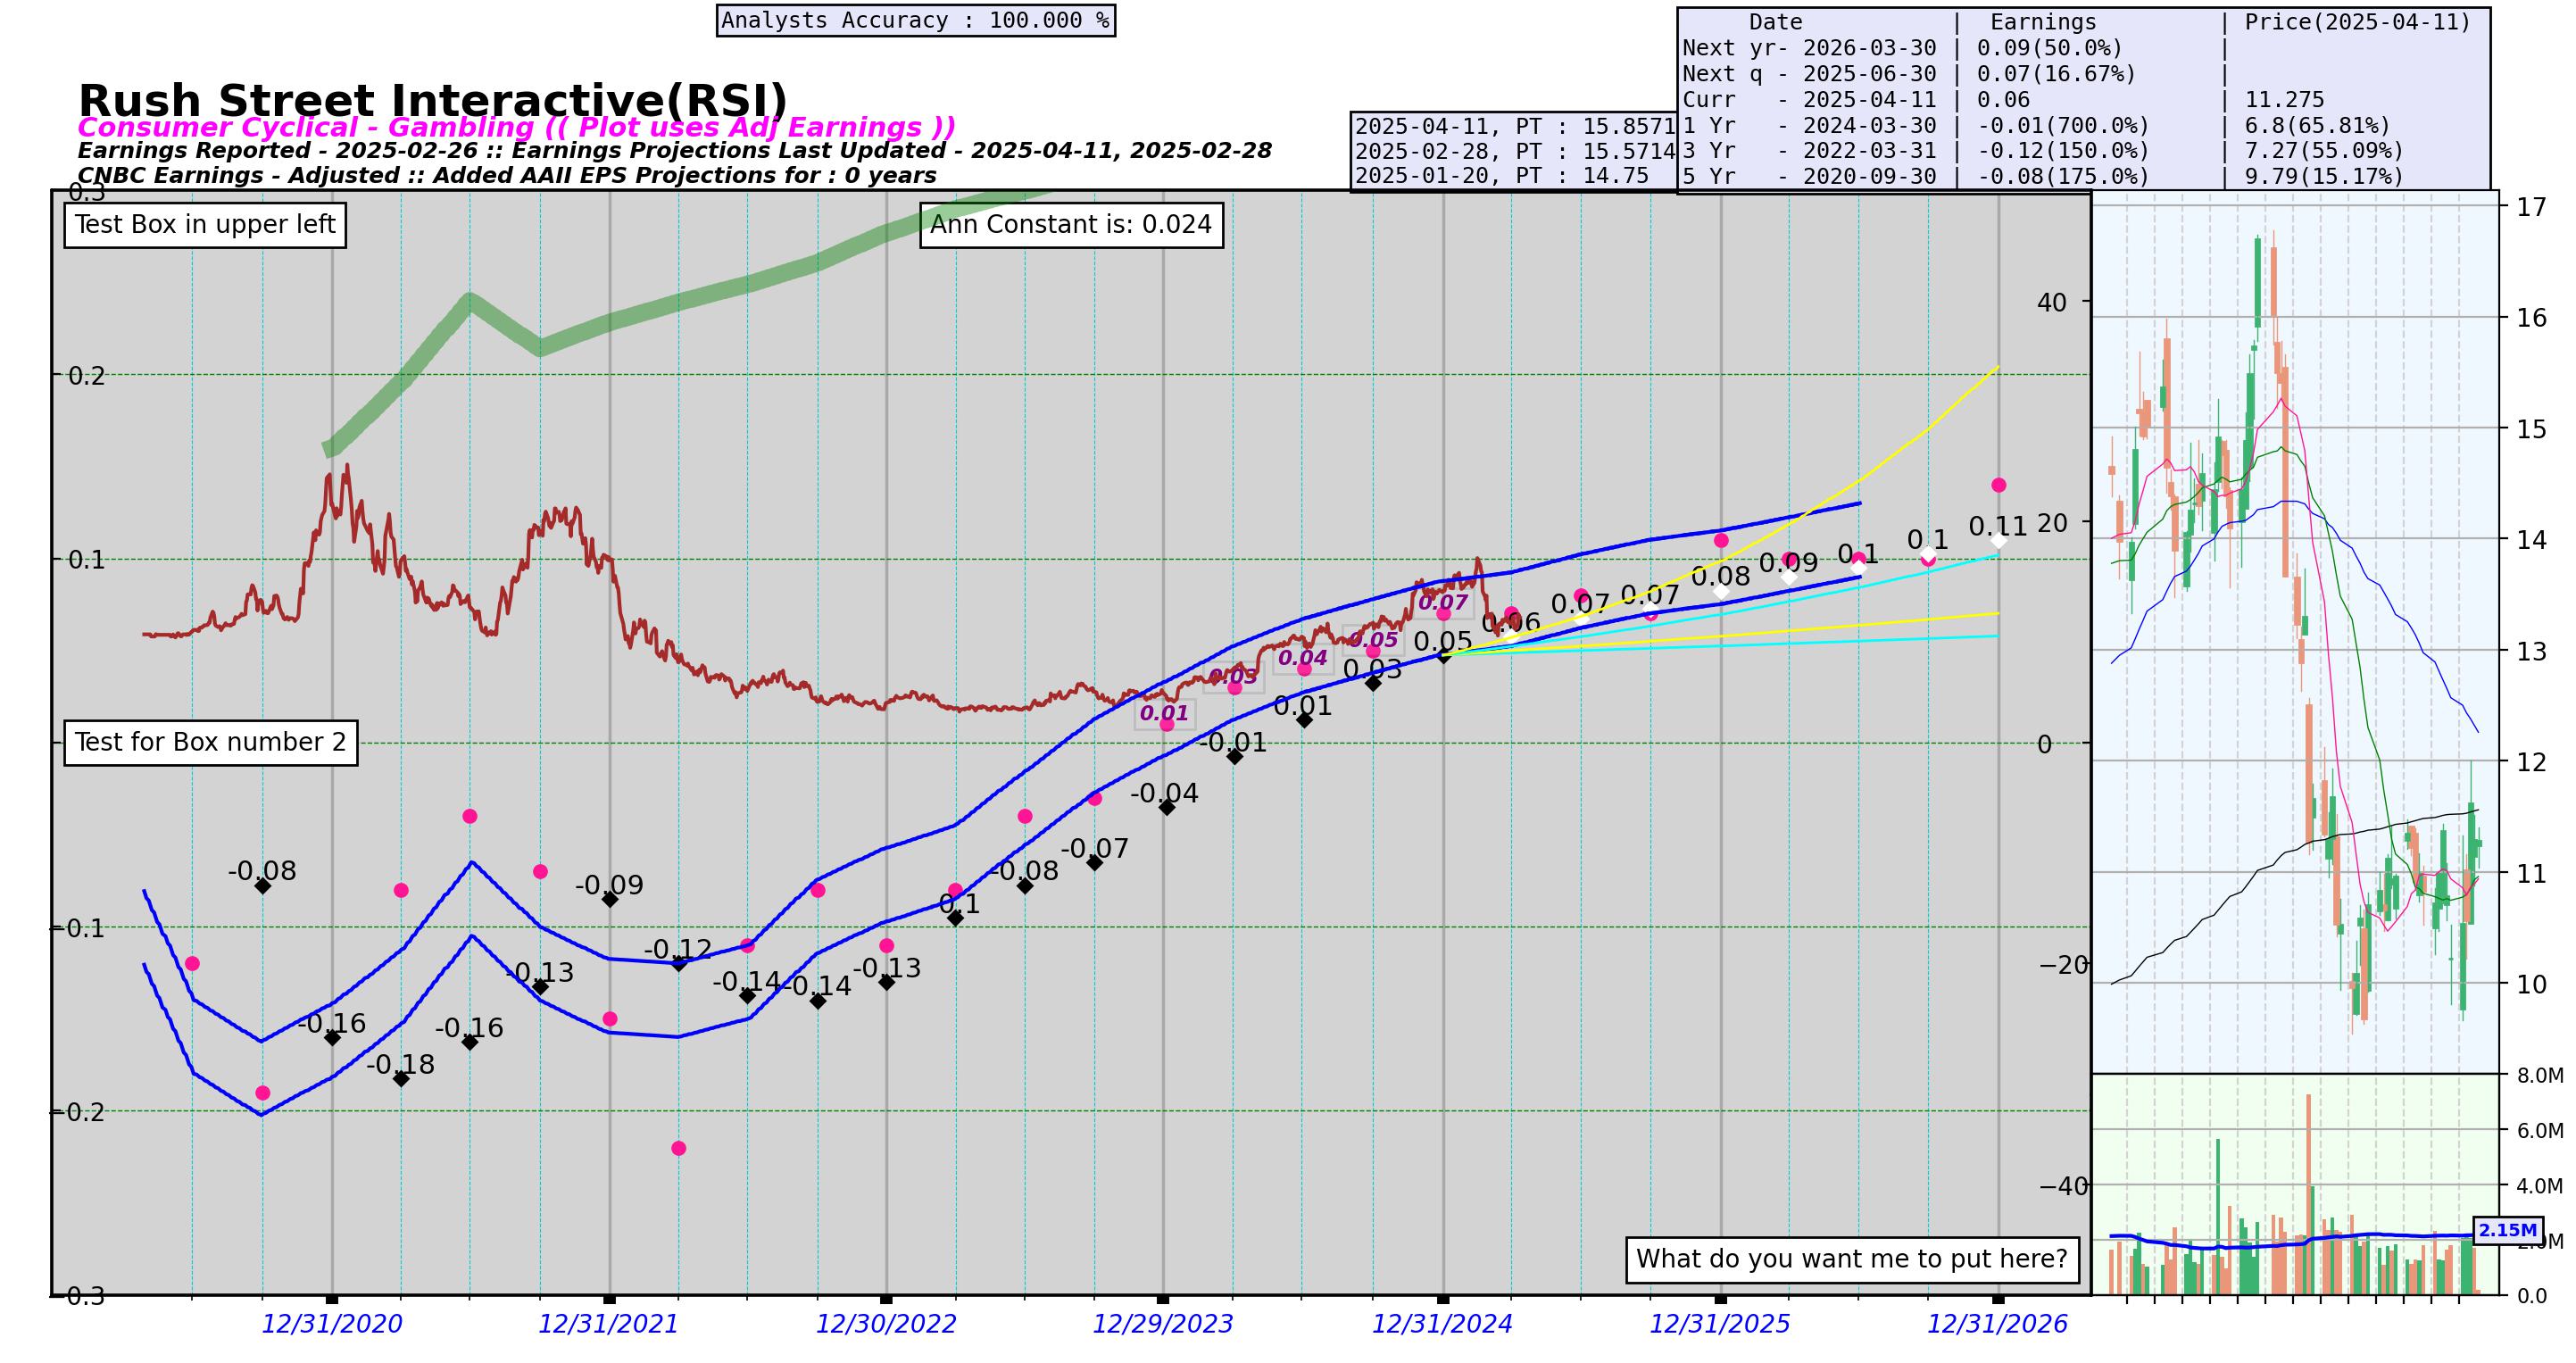 Analysts Accuracy : 100.000 %
Date | Earnings | Price(2025-04-11)
Next yr- 2026-03-30 | 0.09(50.0%) |
Next q - 2025-06-30 | 0.07(16.67%) |
Curr - 2025-04-11 | 0.06 | 11.275
1 Yr - 2024-03-30 | -0.01(700.0%) | 6.8(65.81%)
3 Yr - 2022-03-31 | -0.12(150.0%) | 7.27(55.09%)
5 Yr - 2020-09-30 | -0.08(175.0%) | 9.79(15.17%)
Rush Street Interactive(RSI)
Consumer Cyclical - Gambling (( Plot uses Adj Earnings ))
Earnings Reported - 2025-02-26 :: Earnings Projections Last Updated - 2025-04-11, 2025-02-28
CNBC Earnings - Adjusted :: Added AAII EPS Projections for : 0 years
2025-04-11, PT : 15.8571
2025-02-28, PT : 15.5714
2025-01-20, PT : 14.75
Test Box in upper left
Ann Constant is: 0.024
Test for Box number 2
What do you want me to put here?
0.3
0.2
0.1
−0.1
−0.2
−0.3
-0.08
-0.16
-0.18
-0.16
-0.13
-0.09
-0.12
-0.14
-0.14
-0.13
-0.08
-0.07
-0.04
-0.01
0.01
0.03
0.05
0.06
0.07
0.07
0.08
0.09
0.1
0.1
0.11
0.01
0.03
0.04
0.05
0.07
40
20
0
−20
−40
17
16
15
14
13
12
11
10
8.0M
6.0M
4.0M
2.15M
0.0
12/31/2020
12/31/2021
12/30/2022
12/29/2023
12/31/2024
12/31/2025
12/31/2026